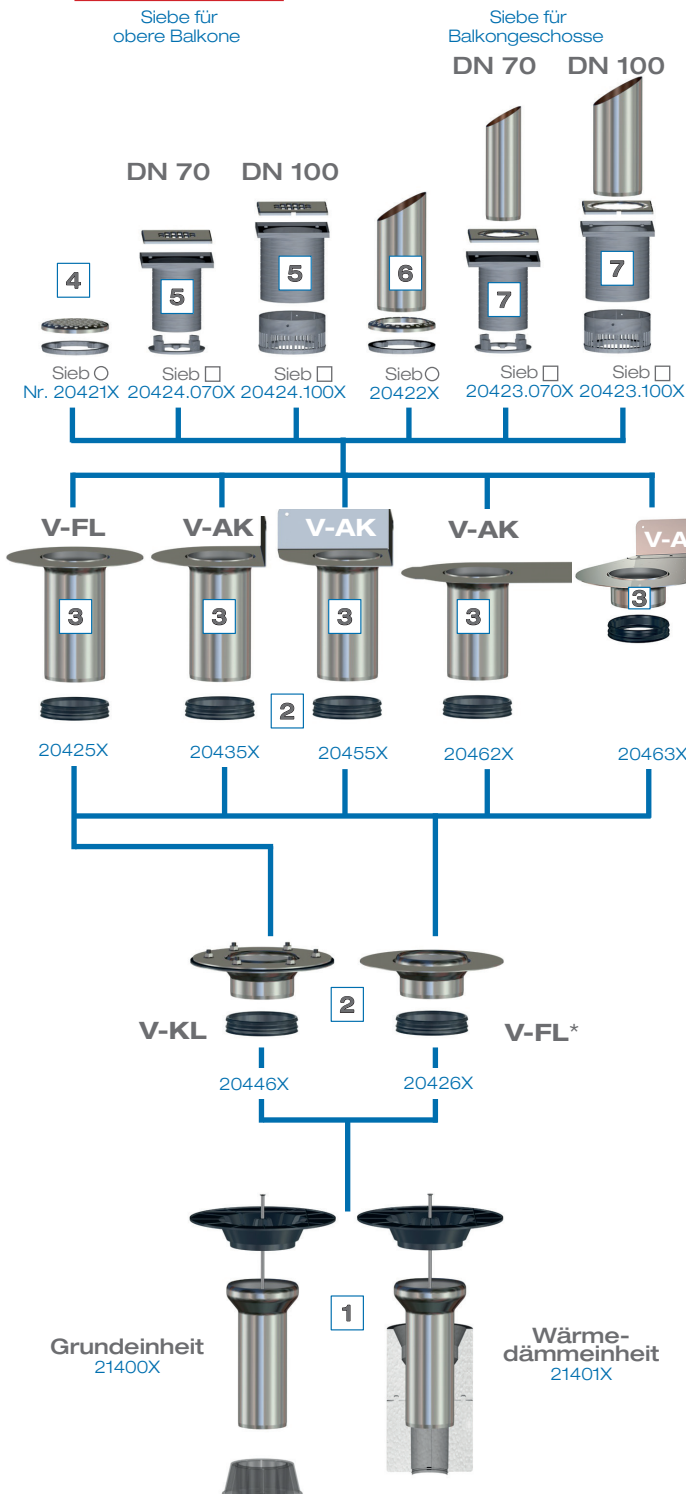 Siebe für
obere Balkone
Siebe für
Balkongeschosse
DN 70
DN 100
DN 70
DN 100
4
5
5
6
7
7
Sieb
Nr. 20421X
Sieb
20424.070X
Sieb
20424.100X
Sieb
20422X
Sieb
20423.070X
Sieb
20423.100X
V-FL
V-AK
V-AK
V-AK
V-A
3
3
3
3
3
2
20425X
20435X
20455X
20462X
20463X
2
V-KL
V-FL*
20446X
20426X
1
Grundeinheit
21400X
Wärme-
dämmeinheit
21401X